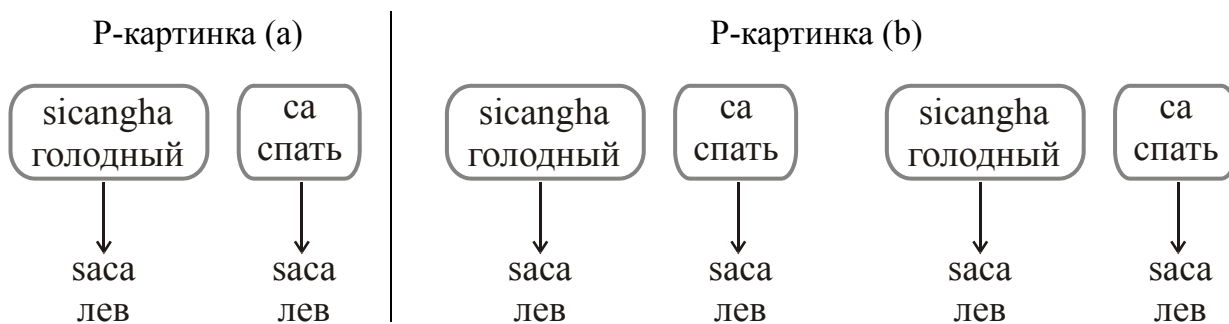 P-картинка (a)
P-картинка (b)
sicangha ca sicangha ca sicangha ca
голодный спать голодный спать голодный спать
saca saca saca saca saca saca
лев лев лев лев лев лев